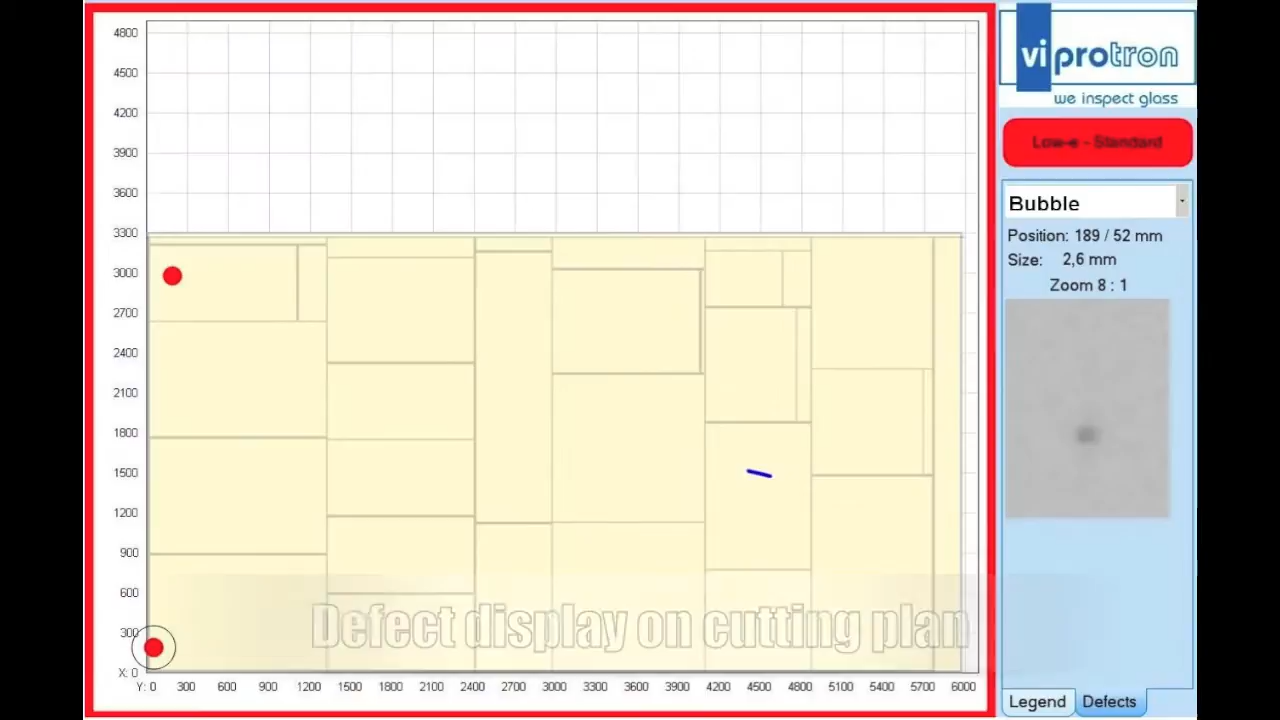 4800
4500
4200
3900
3600
3300
3000
2700
2400
2100
1800
1500
1200
900
600
300
X: 0
Y: 0 300 600 900 1200 1500 1800 2100 2400 2700 3000 3300 3600 3900 4200 4500 4800 5100 5400 5700 6000
Defect display on cutting plan
viprotron
we inspect glass
Low-e - Standard
Bubble
Position: 189 / 52 mm
Size: 2,6 mm
Zoom 8 : 1
Legend Defects